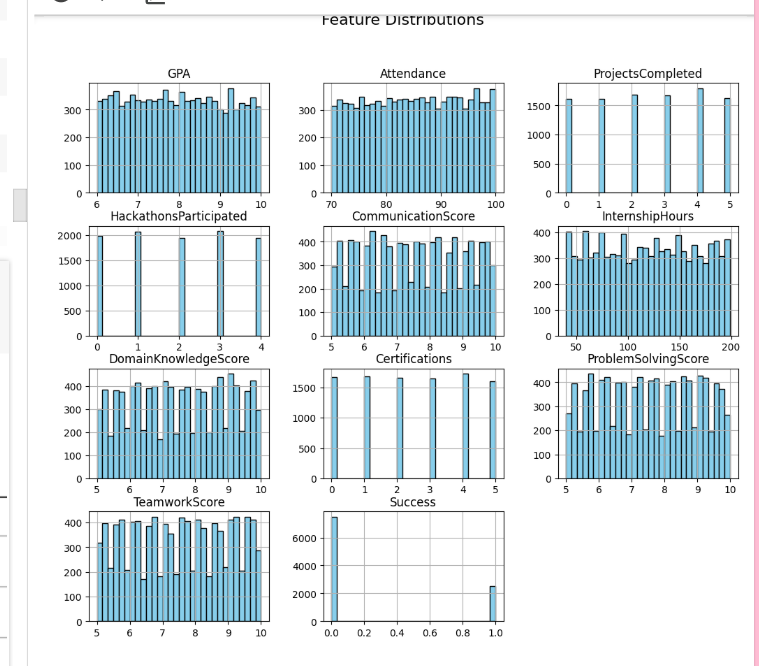 Feature Distributions
GPA
Attendance
ProjectsCompleted
300
200
100
0
6 7 8 9 10
300
200
100
0
70 80 90 100
1500
1000
500
0
0 1 2 3 4 5
HackathonsParticipated
CommunicationScore
InternshipHours
2000
1500
1000
500
0
0 1 2 3 4
400
300
200
100
0
5 6 7 8 9 10
400
300
200
100
0
50 100 150 200
DomainKnowledgeScore
Certifications
ProblemSolvingScore
400
300
200
100
0
5 6 7 8 9 10
1500
1000
500
0
0 1 2 3 4 5
400
300
200
100
0
5 6 7 8 9 10
TeamworkScore
Success
400
300
200
100
0
5 6 7 8 9 10
6000
4000
2000
0
0.0 0.2 0.4 0.6 0.8 1.0